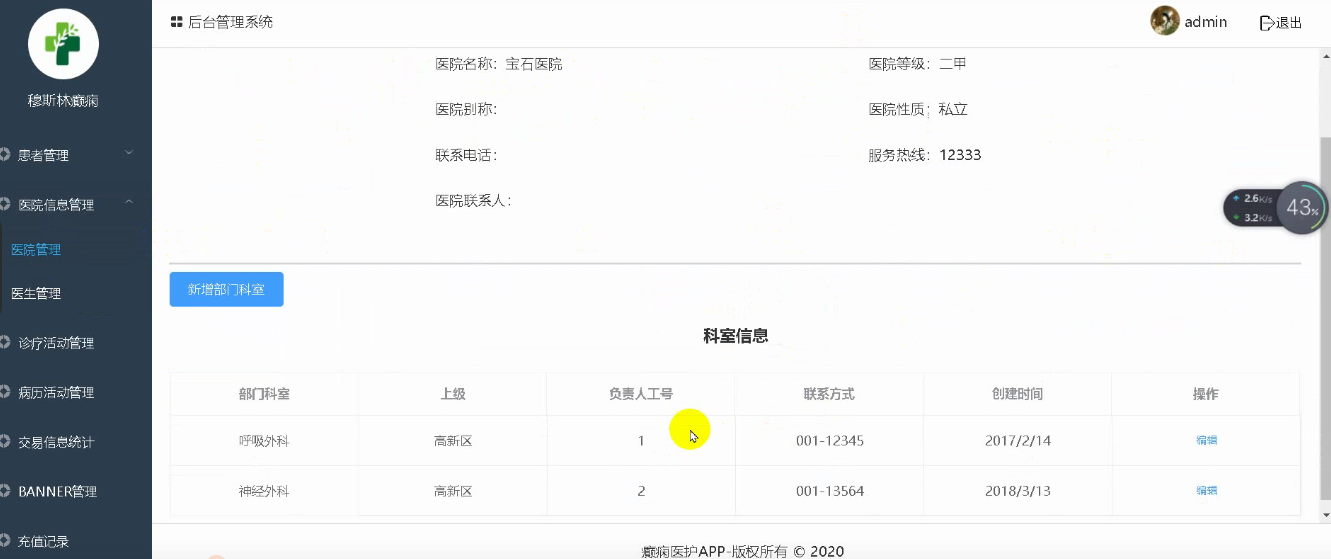 后台管理系统
admin
退出
穆斯林癫痫
患者管理
医院信息管理
医院管理
医生管理
诊疗活动管理
病历活动管理
交易信息统计
BANNER管理
充值记录
医院名称：宝石医院
医院等级：二甲
医院别称：
医院性质：私立
联系电话：
服务热线：12333
医院联系人：
2.6K/s
3.2K/s
43%
新增部门科室
科室信息
部门科室 上级 负责人工号 联系方式 创建时间 操作
呼吸外科 高新区 1 001-12345 2017/2/14 编辑
神经外科 高新区 2 001-13564 2018/3/13 编辑
癫痫医护APP-版权所有 © 2020